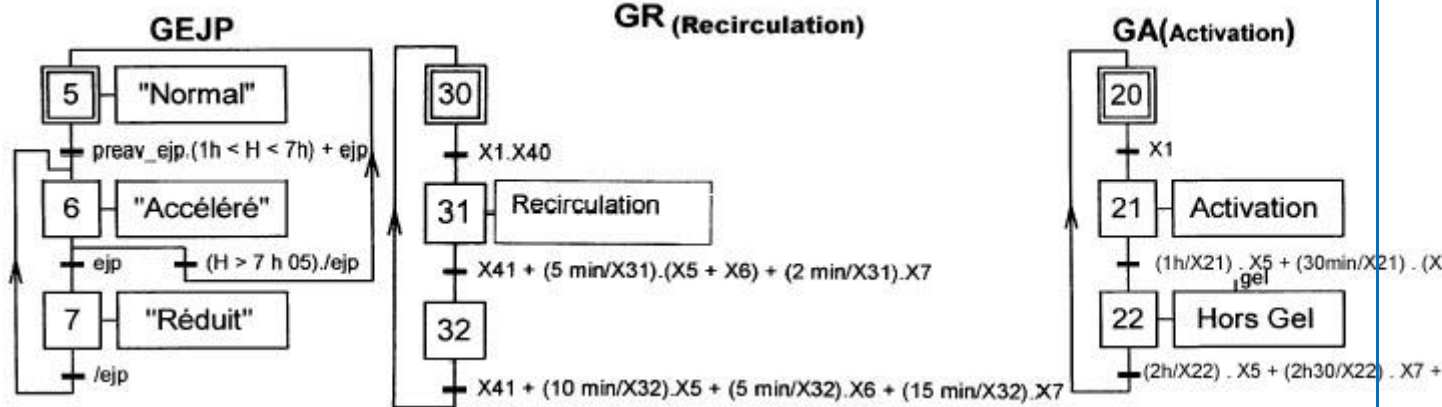 GEJP
5
"Normal"
preav_ejp.(1h < H < 7h) + ejp
6
"Accéléré"
ejp
(H > 7 h 05)./ejp
7
"Réduit"
/ejp
GR (Recirculation)
30
X1.X40
31
Recirculation
X41 + (5 min/X31).(X5 + X6) + (2 min/X31).X7
32
X41 + (10 min/X32).X5 + (5 min/X32).X6 + (15 min/X32).X7
GA(Activation)
20
X1
21
Activation
(1h/X21) . X5 + (30min/X21) . (X
gel
22
Hors Gel
(2h/X22) . X5 + (2h30/X22) . X7 +